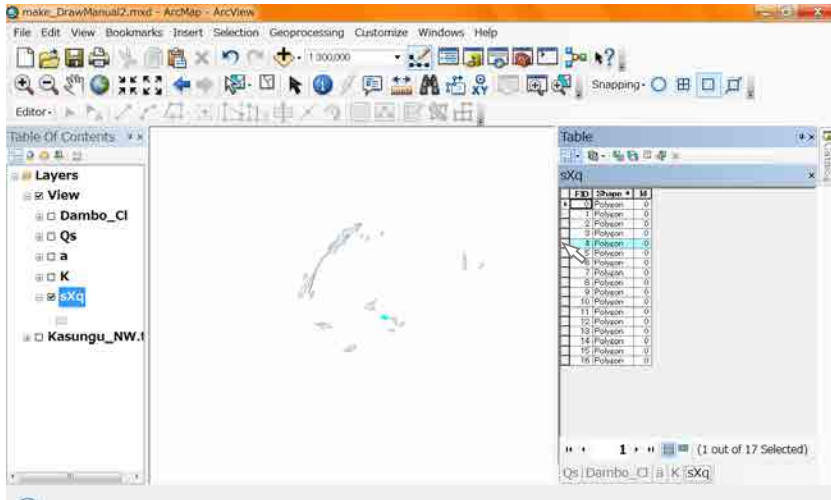 make_DrawManual2.mxd - ArcMap - ArcView
File Edit View Bookmarks Insert Selection Geoprocessing Customize Windows Help
1:300,000
Snapping
Editor
Table Of Contents
Layers
View
Dambo_Cl
Qs
a
K
sXq
Kasungu_NW.t
Table
sXq
FID Shape * Id
0 Polygon 0
1 Polygon 0
2 Polygon 0
3 Polygon 0
4 Polygon 0
5 Polygon 0
6 Polygon 0
7 Polygon 0
8 Polygon 0
9 Polygon 0
10 Polygon 0
11 Polygon 0
12 Polygon 0
13 Polygon 0
14 Polygon 0
15 Polygon 0
16 Polygon 0
1 (1 out of 17 Selected)
Qs Dambo_Cl a K sXq